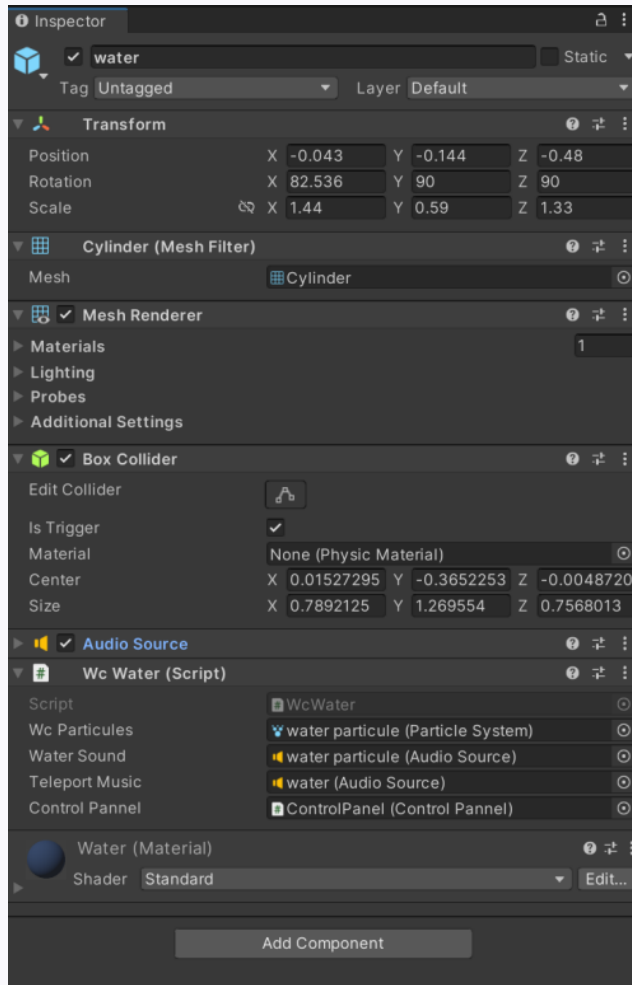 Inspector
water Static
Tag Untagged Layer Default
Transform
Position X -0.043 Y -0.144 Z -0.48
Rotation X 82.536 Y 90 Z 90
Scale X 1.44 Y 0.59 Z 1.33
Cylinder (Mesh Filter)
Mesh Cylinder
Mesh Renderer
Materials 1
Lighting
Probes
Additional Settings
Box Collider
Edit Collider
Is Trigger
Material None (Physic Material)
Center X 0.01527295 Y -0.3652253 Z -0.0048720
Size X 0.7892125 Y 1.269554 Z 0.7568013
Audio Source
# Wc Water (Script)
Script WcWater
Wc Particules water particule (Particle System)
Water Sound water particule (Audio Source)
Teleport Music water (Audio Source)
Control Pannel ControlPanel (Control Pannel)
Water (Material)
Shader Standard Edit...
Add Component